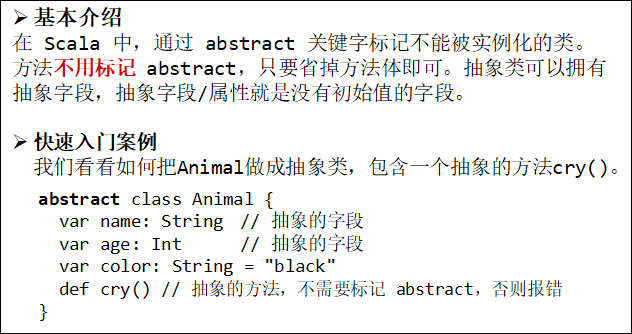 ➢ 基本介绍
在 Scala 中，通过 abstract 关键字标记不能被实例化的类。
方法不用标记 abstract，只要省掉方法体即可。抽象类可以拥有
抽象字段，抽象字段/属性就是没有初始值的字段。
➢ 快速入门案例
我们看看如何把Animal做成抽象类，包含一个抽象的方法cry()。
abstract class Animal {
var name: String // 抽象的字段
var age: Int // 抽象的字段
var color: String = "black"
def cry() // 抽象的方法，不需要标记 abstract，否则报错
}